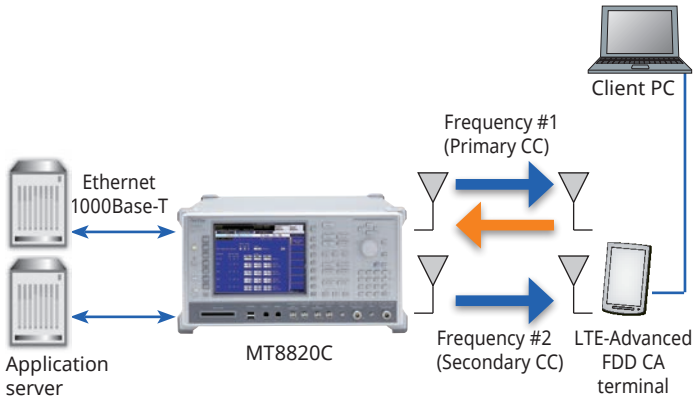 Client PC
Frequency #1
(Primary CC)
Ethernet
1000Base-T
MT8820C
Frequency #2
(Secondary CC)
LTE-Advanced
FDD CA
terminal
Application
server